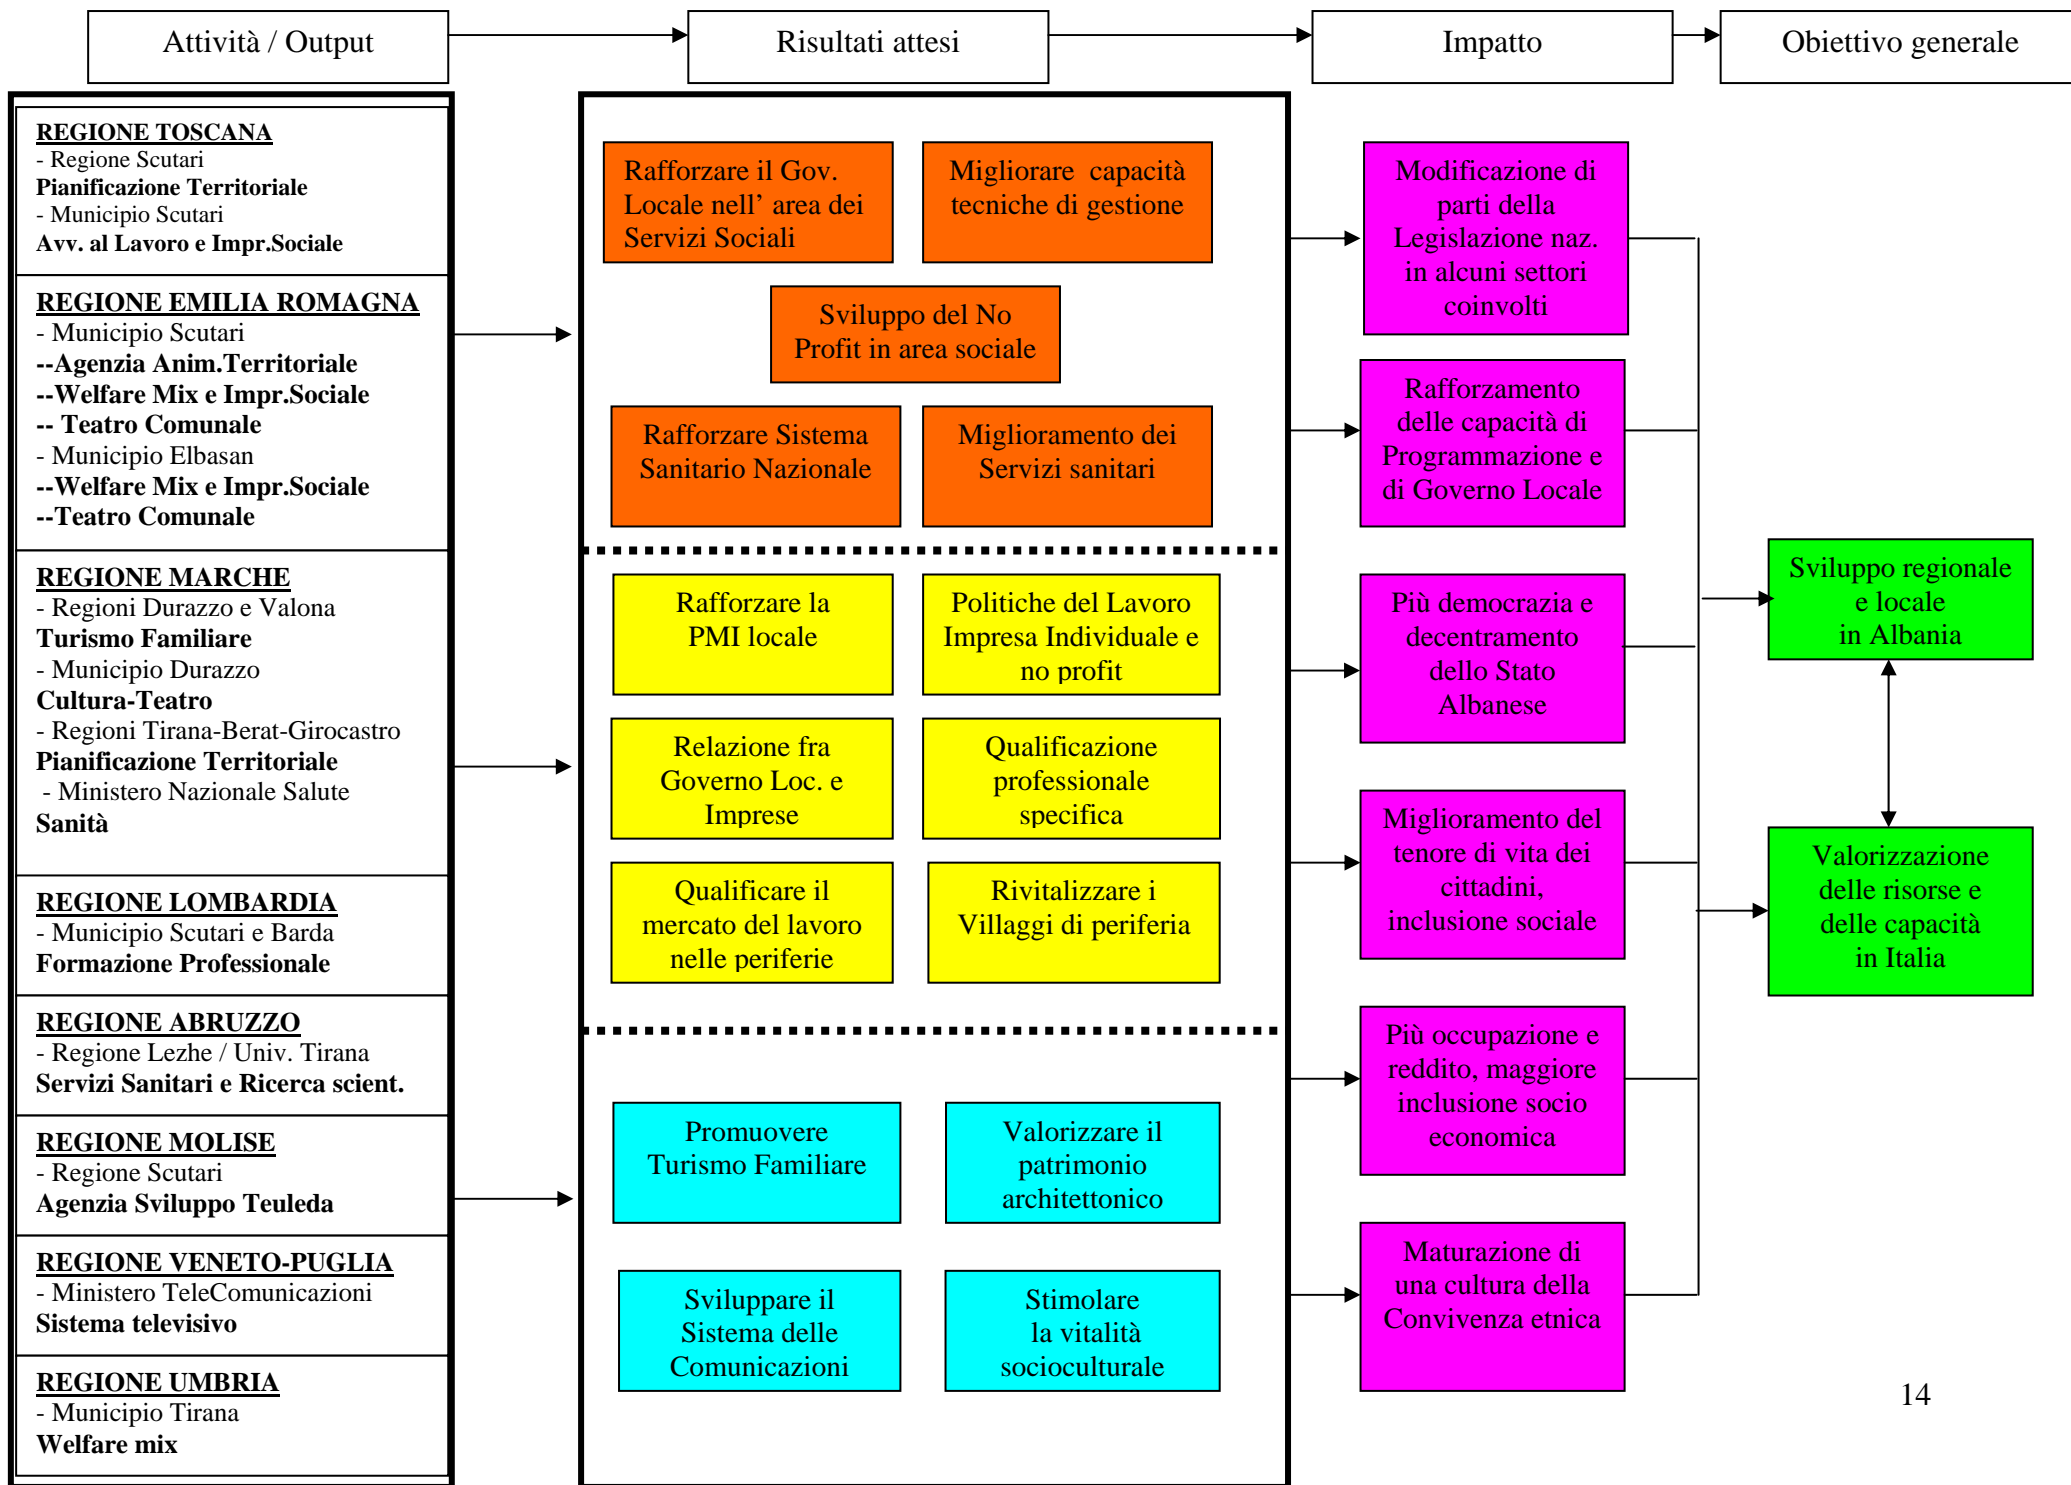 Attività / Output
Risultati attesi
Impatto
Obiettivo generale
REGIONE TOSCANA
- Regione Scutari
Pianificazione Territoriale
- Municipio Scutari
Avv. al Lavoro e Impr.Sociale
REGIONE EMILIA ROMAGNA
- Municipio Scutari
--Agenzia Anim.Territoriale
--Welfare Mix e Impr.Sociale
-- Teatro Comunale
- Municipio Elbasan
--Welfare Mix e Impr.Sociale
--Teatro Comunale
REGIONE MARCHE
- Regioni Durazzo e Valona
Turismo Familiare
- Municipio Durazzo
Cultura-Teatro
- Regioni Tirana-Berat-Girocastro
Pianificazione Territoriale
- Ministero Nazionale Salute
Sanità
REGIONE LOMBARDIA
- Municipio Scutari e Barda
Formazione Professionale
REGIONE ABRUZZO
- Regione Lezhe / Univ. Tirana
Servizi Sanitari e Ricerca scient.
REGIONE MOLISE
- Regione Scutari
Agenzia Sviluppo Teuleda
REGIONE VENETO-PUGLIA
- Ministero TeleComunicazioni
Sistema televisivo
REGIONE UMBRIA
- Municipio Tirana
Welfare mix
Rafforzare il Gov.
Locale nell' area dei
Servizi Sociali
Migliorare capacità
tecniche di gestione
Sviluppo del No
Profit in area sociale
Rafforzare Sistema
Sanitario Nazionale
Miglioramento dei
Servizi sanitari
Rafforzare la
PMI locale
Politiche del Lavoro
Impresa Individuale e
no profit
Relazione fra
Governo Loc. e
Imprese
Qualificazione
professionale
specifica
Qualificare il
mercato del lavoro
nelle periferie
Rivitalizzare i
Villaggi di periferia
Promuovere
Turismo Familiare
Valorizzare il
patrimonio
architettonico
Sviluppare il
Sistema delle
Comunicazioni
Stimolare
la vitalità
socioculturale
Modificazione di
parti della
Legislazione naz.
in alcuni settori
coinvolti
Rafforzamento
delle capacità di
Programmazione e
di Governo Locale
Più democrazia e
decentramento
dello Stato
Albanese
Miglioramento del
tenore di vita dei
cittadini,
inclusione sociale
Più occupazione e
reddito, maggiore
inclusione socio
economica
Maturazione di
una cultura della
Convivenza etnica
Sviluppo regionale
e locale
in Albania
Valorizzazione
delle risorse e
delle capacità
in Italia
14